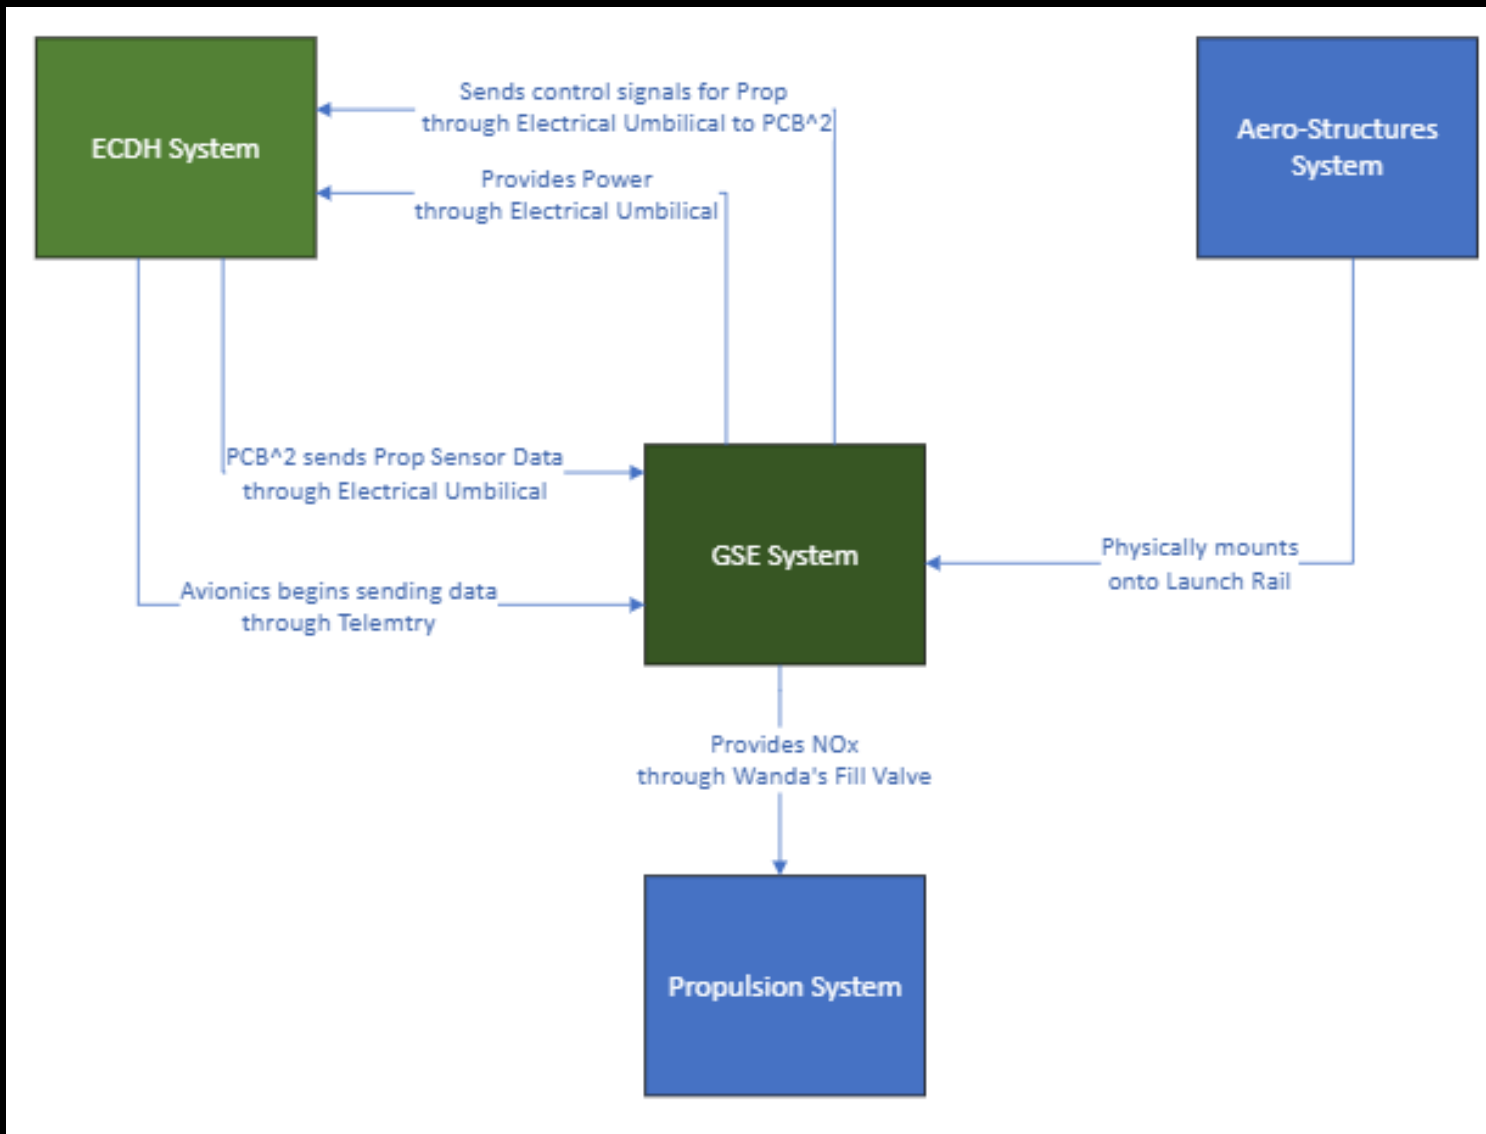 ECDH System
Sends control signals for Prop
through Electrical Umbilical to PCB^2
Provides Power
through Electrical Umbilical
Aero-Structures
System
PCB^2 sends Prop Sensor Data
through Electrical Umbilical
GSE System
Physically mounts
onto Launch Rail
Avionics begins sending data
through Telemtry
Provides NOx
through Wanda's Fill Valve
Propulsion System